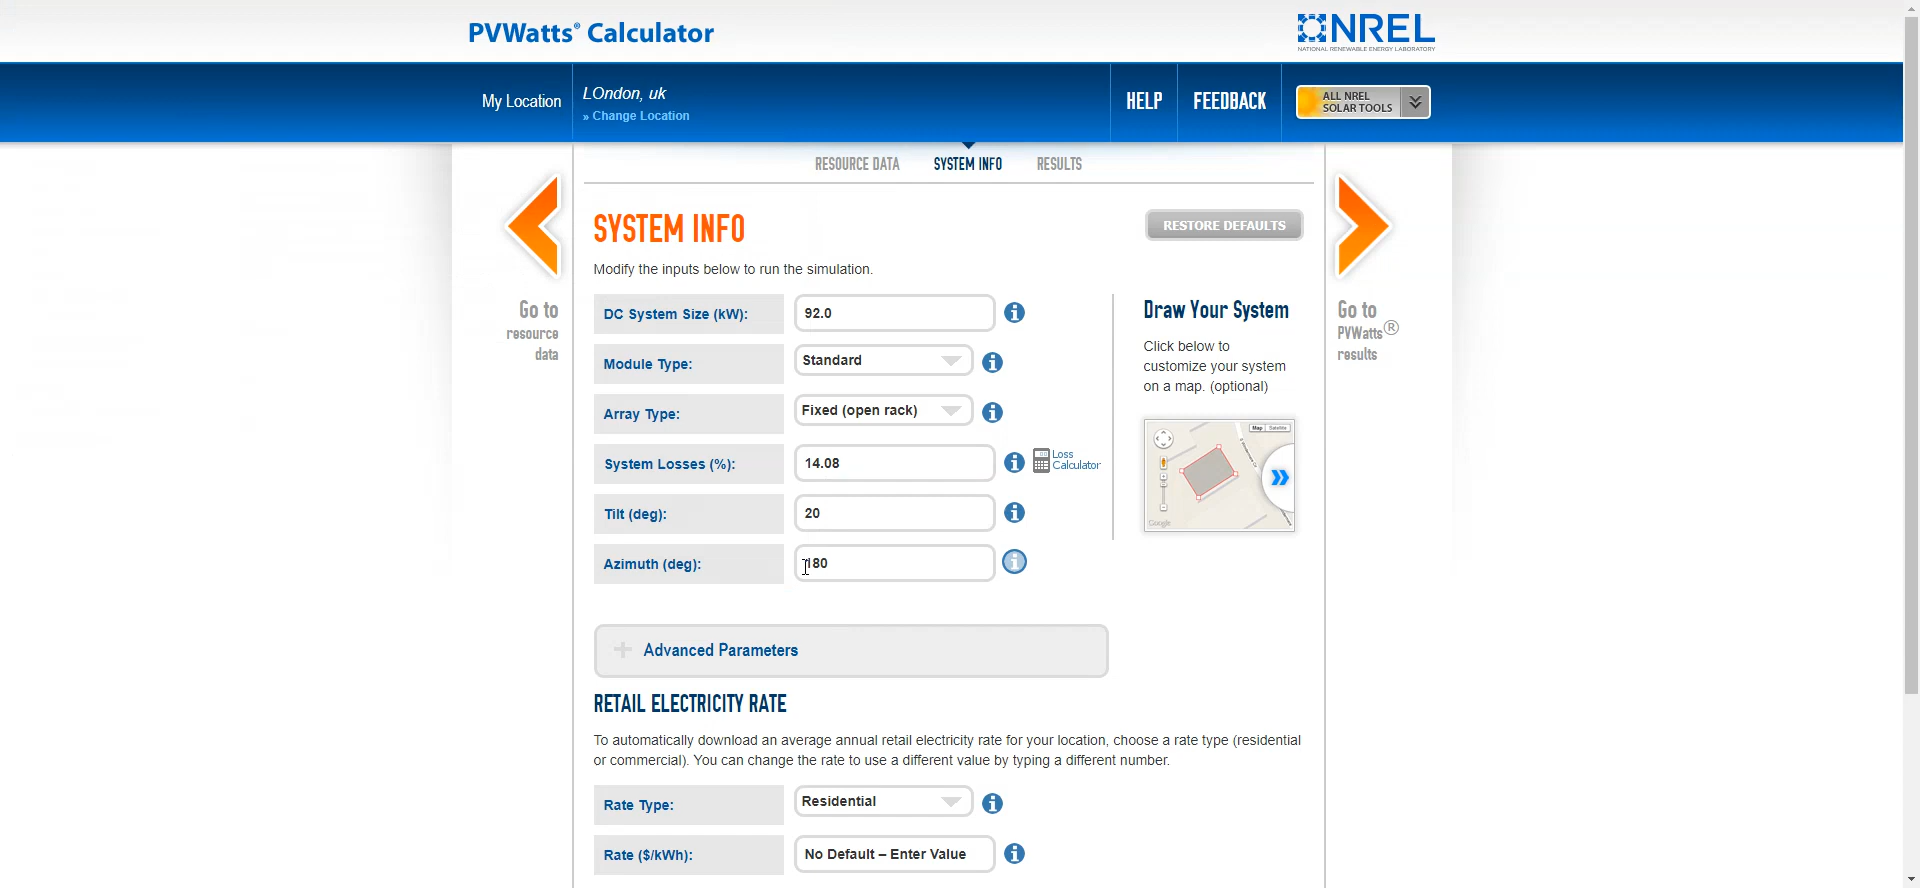 PVWatts® Calculator
NREL
NATIONAL RENEWABLE ENERGY LABORATORY
My Location
LOndon, uk
» Change Location
HELP
FEEDBACK
ALL NREL
SOLAR TOOLS
RESOURCE DATA
SYSTEM INFO
RESULTS
Go to
resource
data
SYSTEM INFO
RESTORE DEFAULTS
Go to
PVWatts®
results
Modify the inputs below to run the simulation.
DC System Size (kW):
92.0
Module Type:
Standard
Array Type:
Fixed (open rack)
System Losses (%):
14.08
Loss
Calculator
Tilt (deg):
20
Azimuth (deg):
180
Draw Your System
Click below to
customize your system
on a map. (optional)
Map
Satellite
Google
Advanced Parameters
RETAIL ELECTRICITY RATE
To automatically download an average annual retail electricity rate for your location, choose a rate type (residential
or commercial). You can change the rate to use a different value by typing a different number.
Rate Type:
Residential
Rate ($/kWh):
No Default – Enter Value